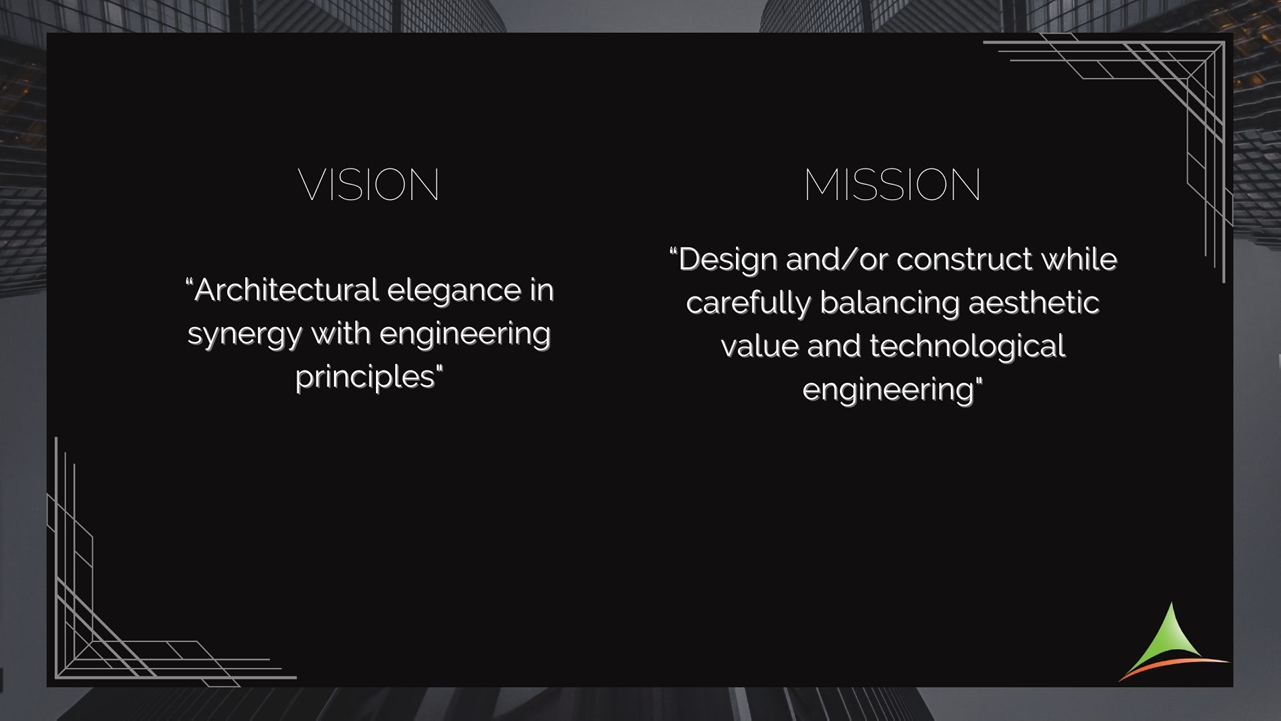 VISION
“Architectural elegance in
synergy with engineering
principles"
MISSION
“Design and/or construct while
carefully balancing aesthetic
value and technological
engineering"